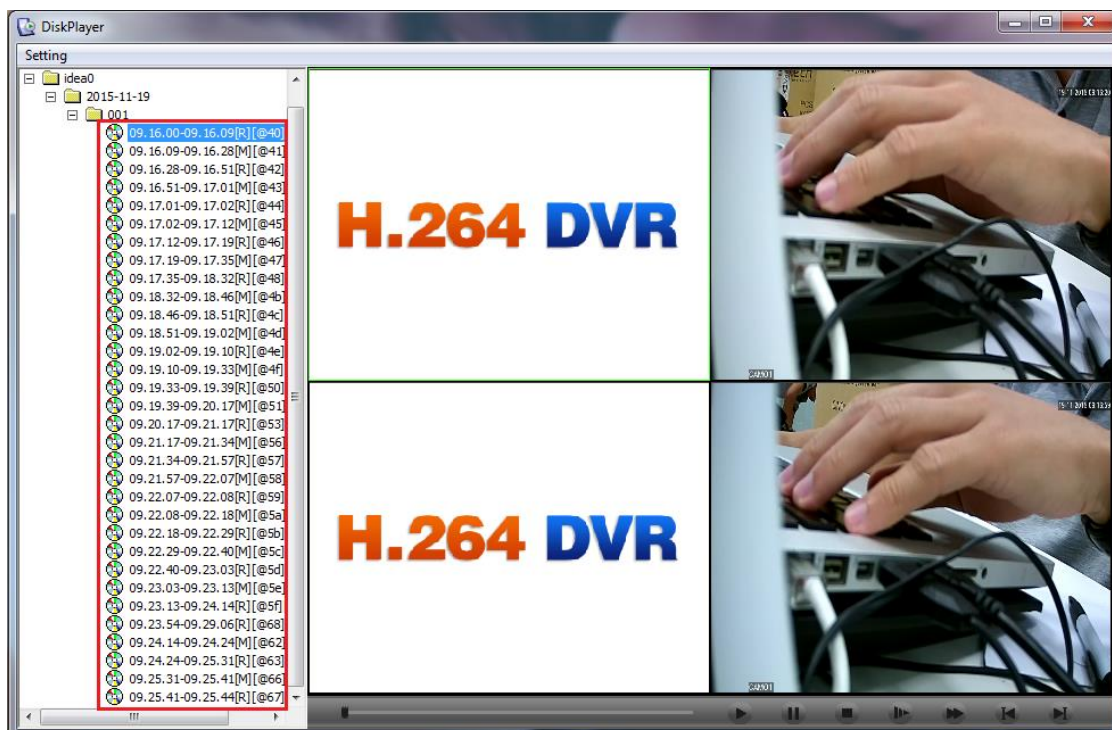 DiskPlayer
Setting
idea0
2015-11-19
001
09.16.00-09.16.09[R][@40]
09.16.09-09.16.28[M][@41]
09.16.28-09.16.51[R][@42]
09.16.51-09.17.01[M][@43]
09.17.01-09.17.02[R][@44]
09.17.02-09.17.12[M][@45]
09.17.12-09.17.19[R][@46]
09.17.19-09.17.35[M][@47]
09.17.35-09.18.32[R][@48]
09.18.32-09.18.46[M][@4b]
09.18.46-09.18.51[R][@4c]
09.18.51-09.19.02[M][@4d]
09.19.02-09.19.10[R][@4e]
09.19.10-09.19.33[M][@4f]
09.19.33-09.19.39[R][@50]
09.19.39-09.20.17[M][@51]
09.20.17-09.21.17[R][@53]
09.21.17-09.21.34[M][@56]
09.21.34-09.21.57[R][@57]
09.21.57-09.22.07[M][@58]
09.22.07-09.22.08[R][@59]
09.22.08-09.22.18[M][@5a]
09.22.18-09.22.29[R][@5b]
09.22.29-09.22.40[M][@5c]
09.22.40-09.23.03[R][@5d]
09.23.03-09.23.13[M][@5e]
09.23.13-09.24.14[R][@5f]
09.23.54-09.29.06[R][@68]
09.24.14-09.24.24[M][@62]
09.24.24-09.25.31[R][@63]
09.25.31-09.25.41[M][@66]
09.25.41-09.25.44[R][@67]
H.264 DVR
CAM01
H.264 DVR
CAM01